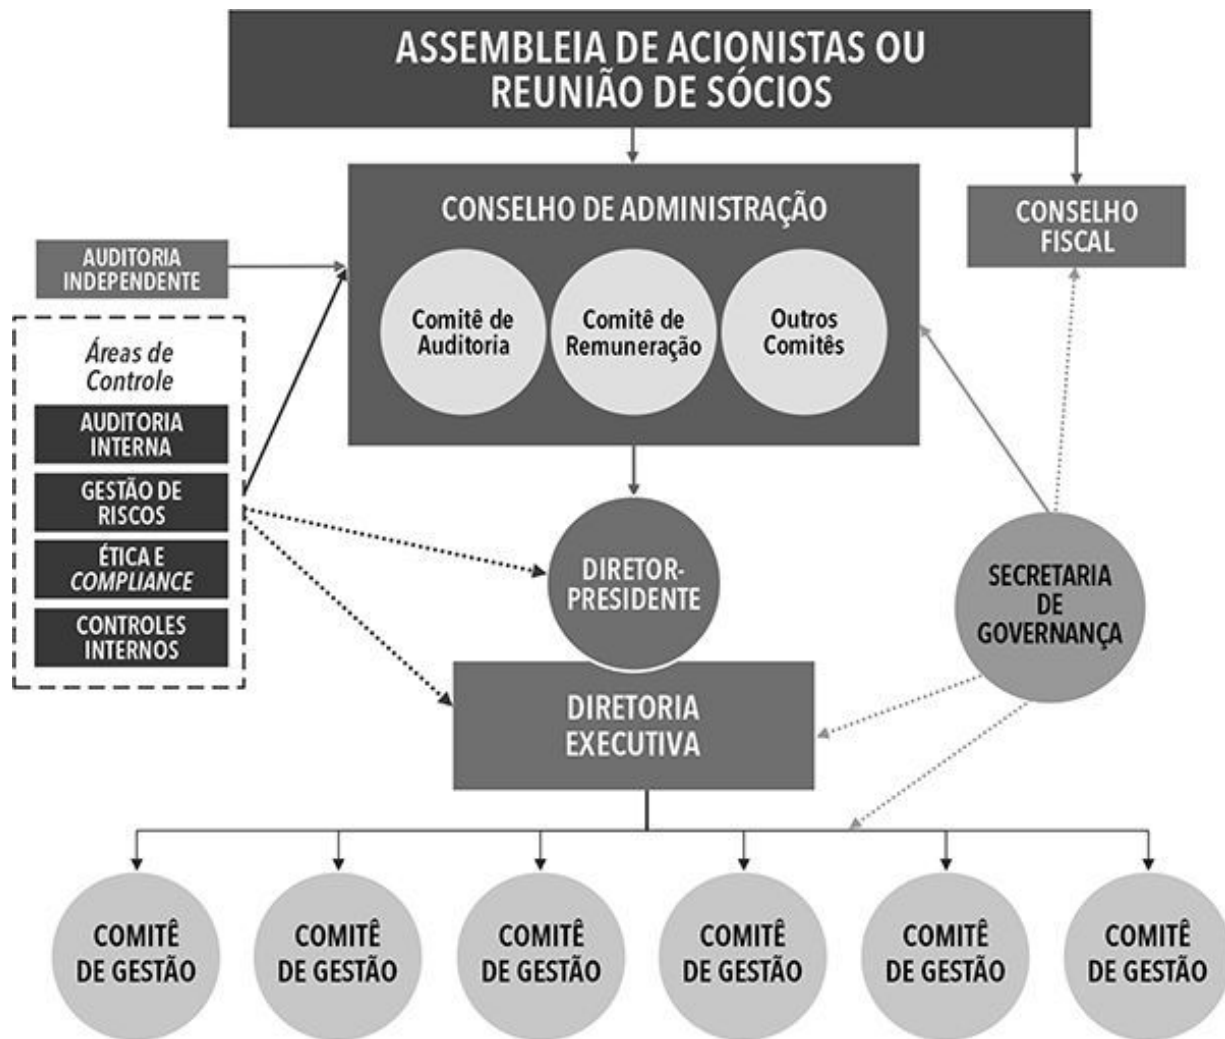 ASSEMBLEIA DE ACIONISTAS OU
REUNIÃO DE SÓCIOS
CONSELHO DE ADMINISTRAÇÃO
Comitê de
Auditoria
Comitê de
Remuneração
Outros
Comitês
CONSELHO
FISCAL
AUDITORIA
INDEPENDENTE
Áreas de
Controle
AUDITORIA
INTERNA
GESTÃO DE
RISCOS
ÉTICA E
COMPLIANCE
CONTROLES
INTERNOS
DIRETOR-
PRESIDENTE
SECRETARIA
DE
GOVERNANÇA
DIRETORIA
EXECUTIVA
COMITÊ
DE GESTÃO
COMITÊ
DE GESTÃO
COMITÊ
DE GESTÃO
COMITÊ
DE GESTÃO
COMITÊ
DE GESTÃO
COMITÊ
DE GESTÃO